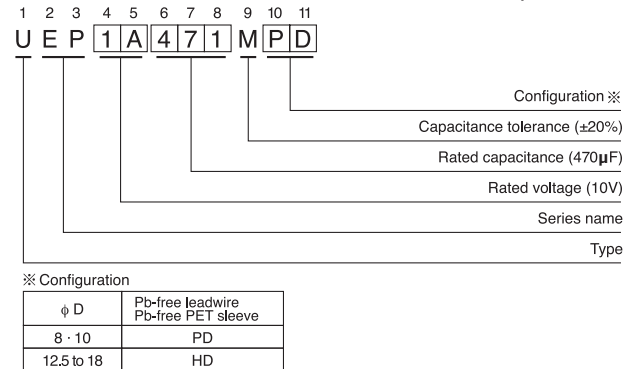 1 2 3 4 5 6 7 8 9 10 11
U E P 1 A 4 7 1 M P D
Configuration ※
Capacitance tolerance (±20%)
Rated capacitance (470μF)
Rated voltage (10V)
Series name
Type
※ Configuration
ϕ D Pb-free leadwire
Pb-free PET sleeve
8 · 10 PD
12.5 to 18 HD